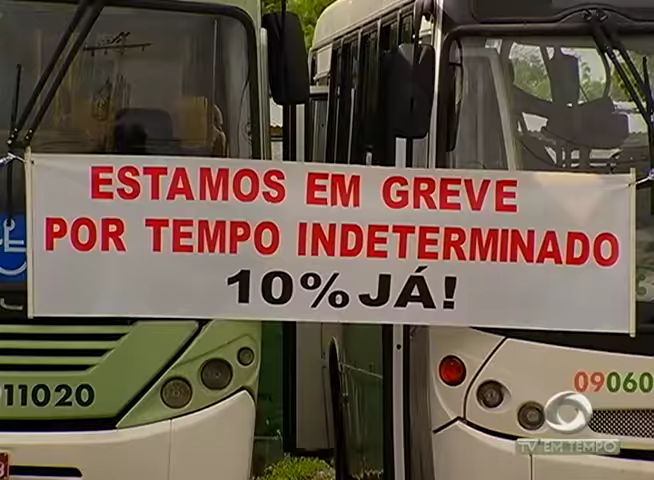 ESTAMOS EM GREVE
POR TEMPO INDETERMINADO
10% JÁ!
11020
09060
TV EM TEMPO